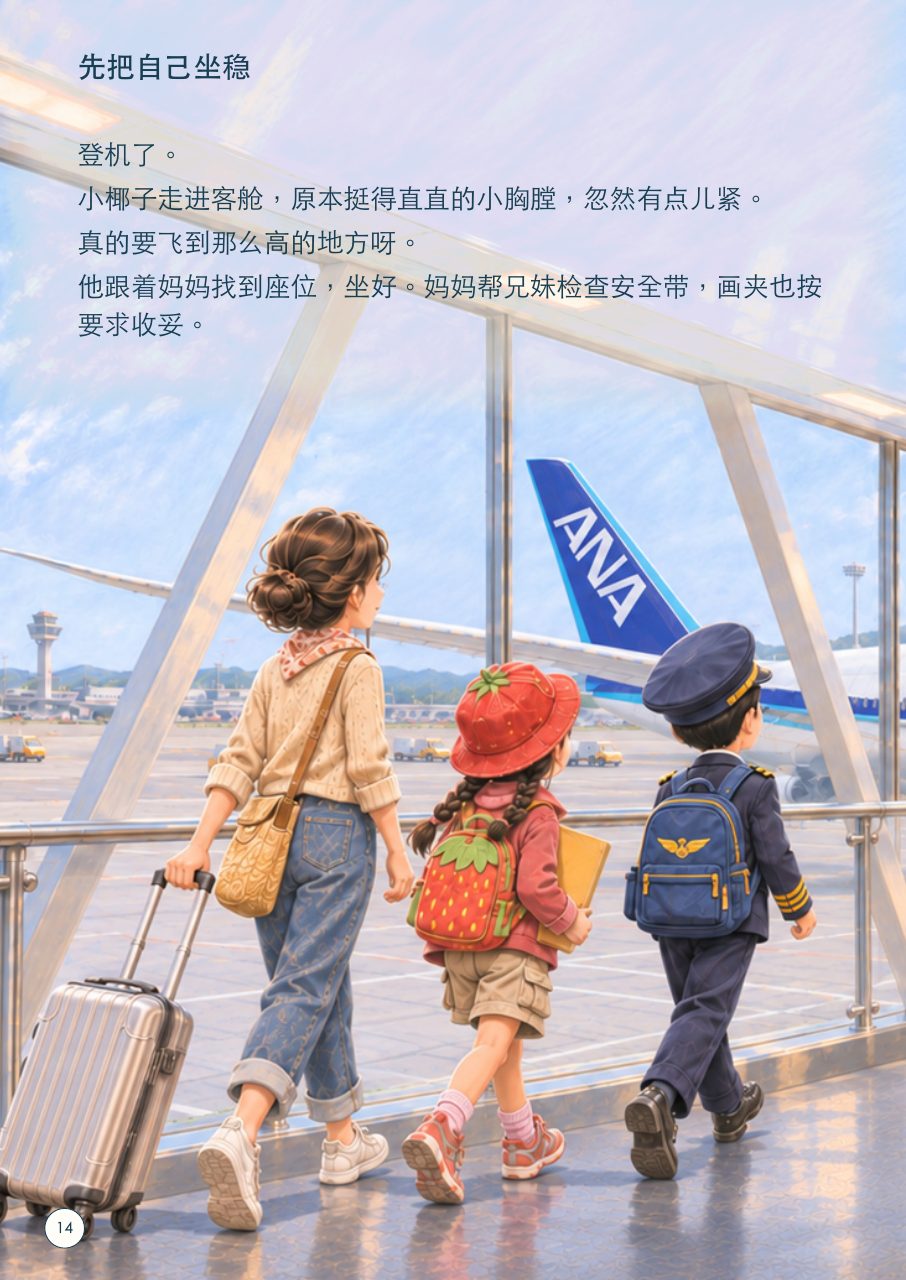 先把自己坐稳
登机了。
小椰子走进客舱，原本挺得直直的小胸膛，忽然有点儿紧。
真的要飞到那么高的地方呀。
他跟着妈妈找到座位，坐好。妈妈帮兄妹检查安全带，画夹也按
要求收妥。
ANA
14